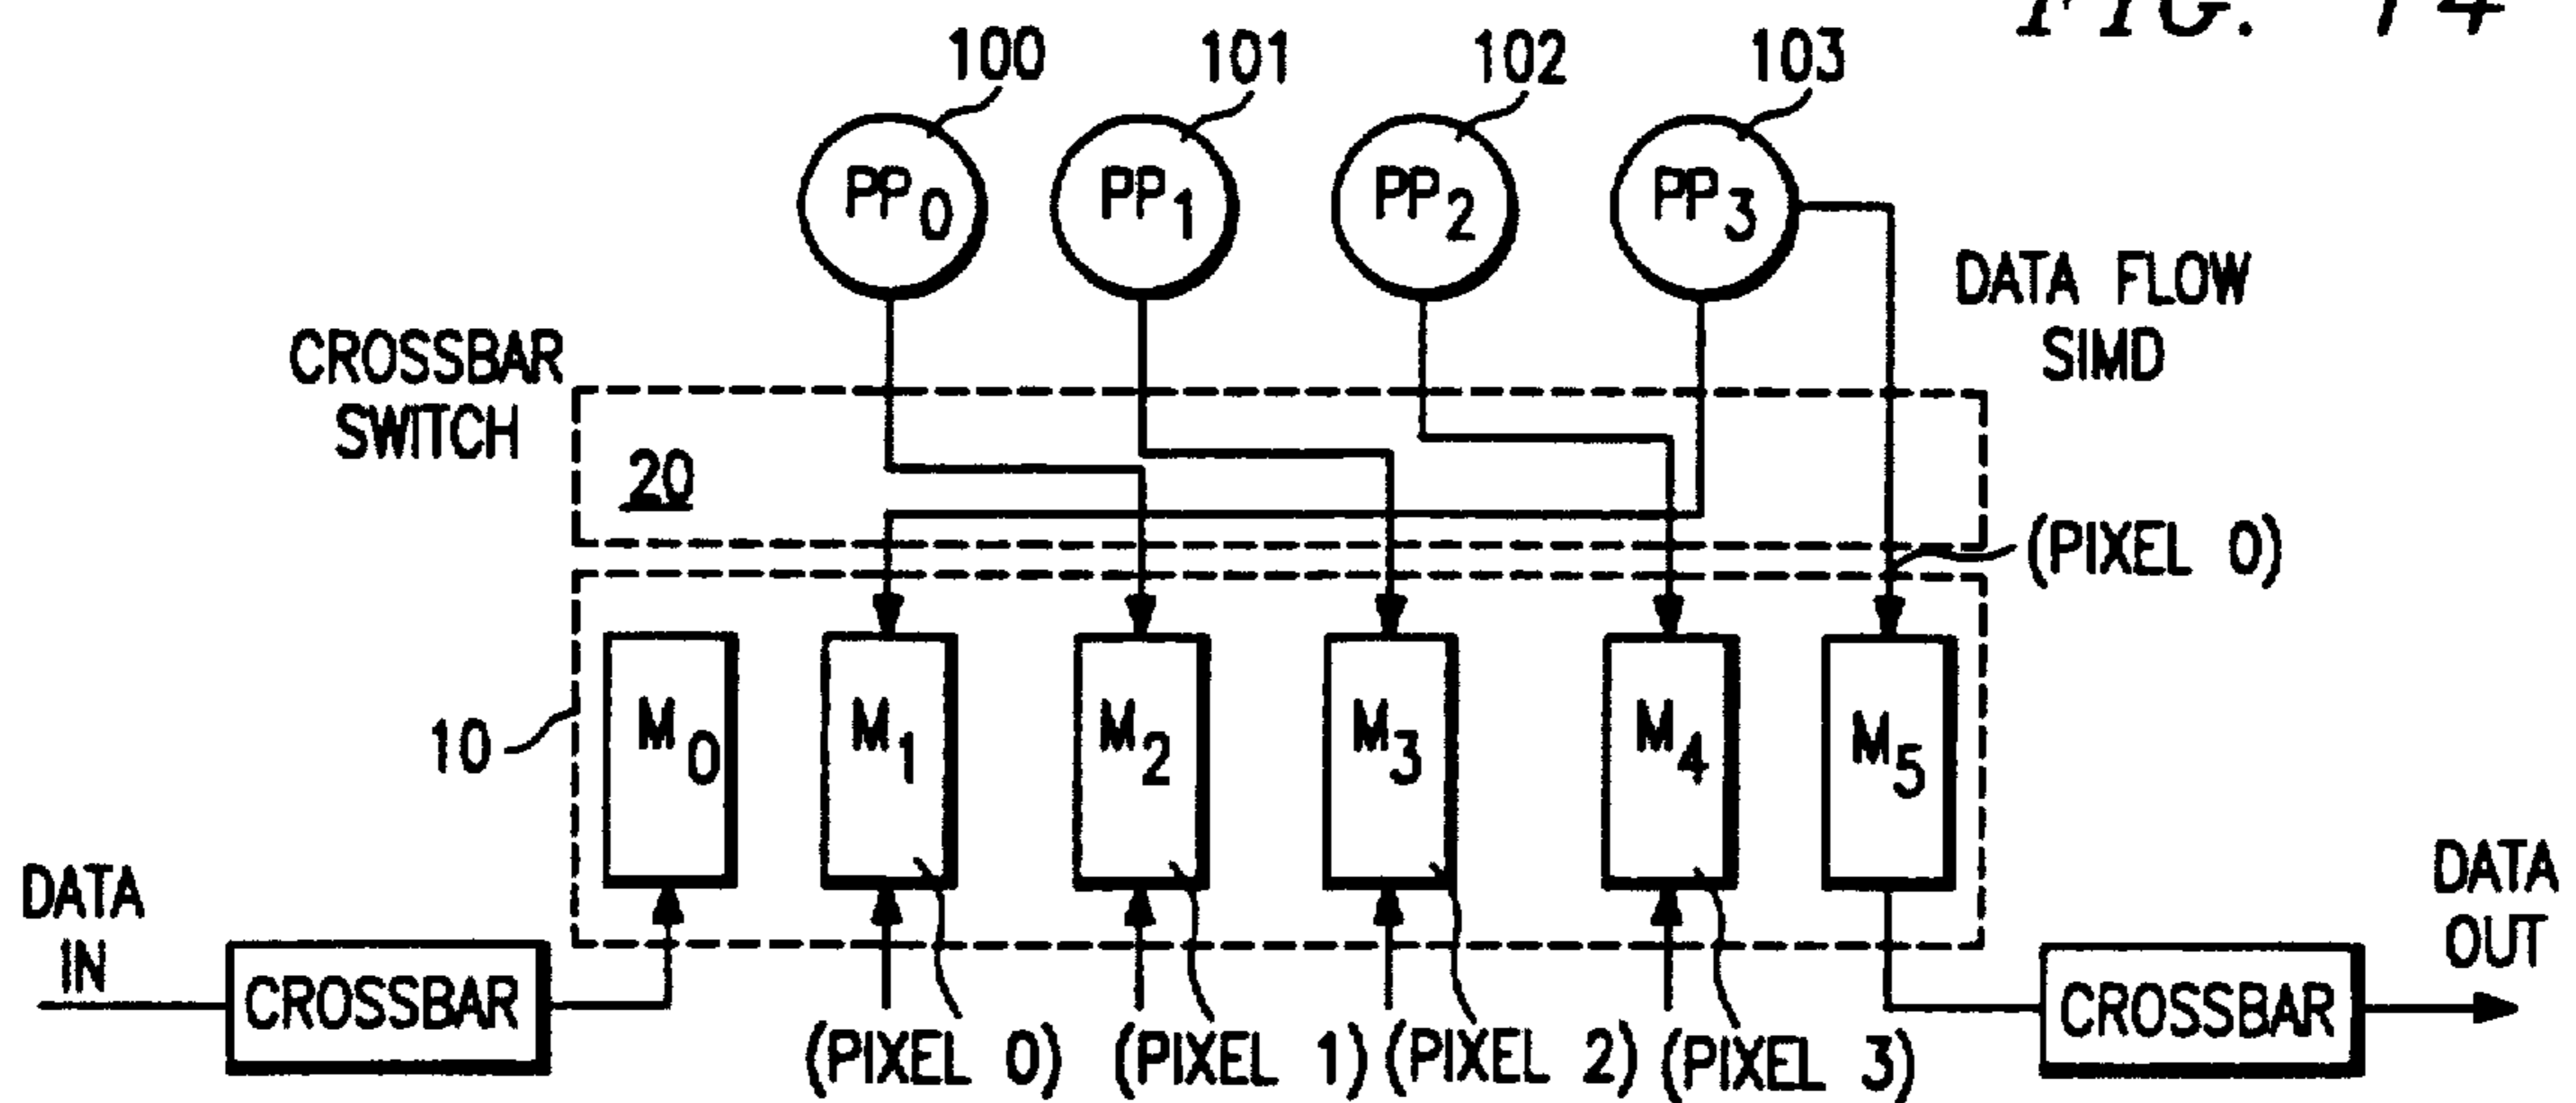 FIG. 14
100 101 102 103
PP0 PP1 PP2 PP3
DATA FLOW
SIMD
CROSSBAR
SWITCH
20
(PIXEL 0)
10
M0 M1 M2 M3 M4 M5
DATA
IN
DATA
OUT
CROSSBAR
CROSSBAR
(PIXEL 0) (PIXEL 1) (PIXEL 2) (PIXEL 3)